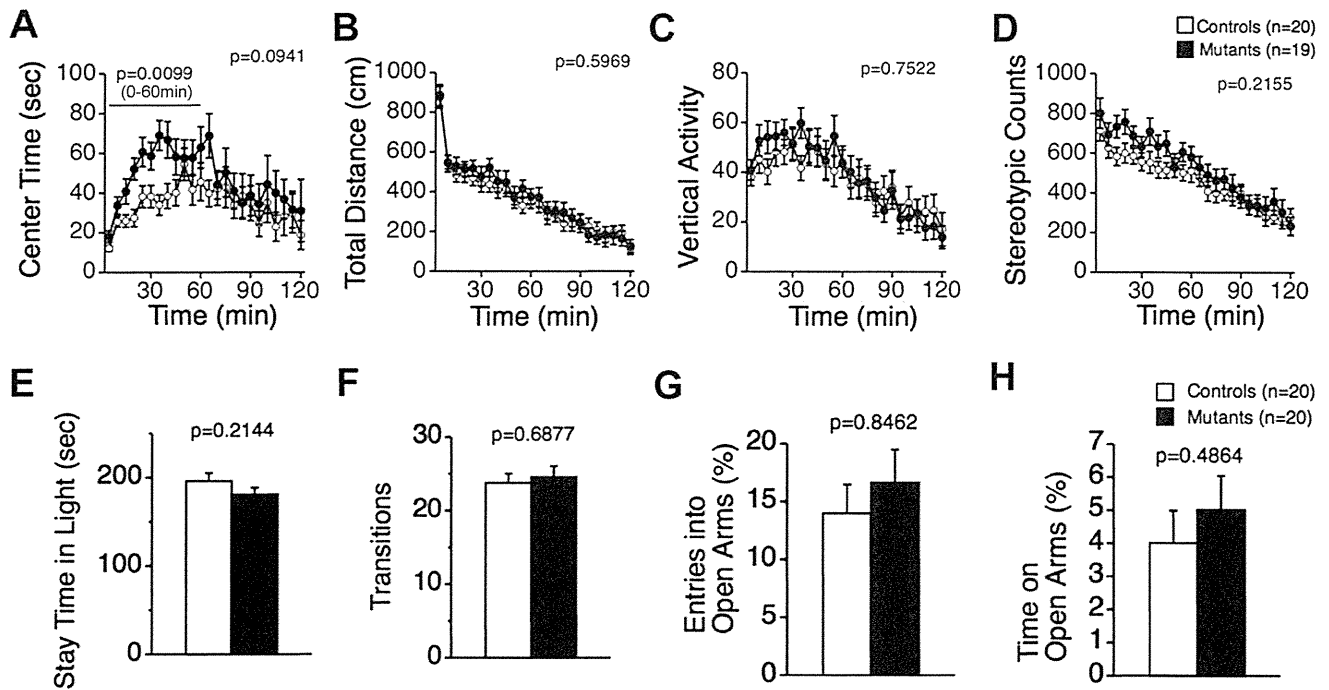 A
Center Time (sec)
100
80
60
40
20
0
p=0.0099
(0-60min)
p=0.0941
30 60 90 120
Time (min)
B
Total Distance (cm)
1000
800
600
400
200
0
p=0.5969
30 60 90 120
Time (min)
C
Vertical Activity
80
60
40
20
0
p=0.7522
30 60 90 120
Time (min)
D
Controls (n=20)
Mutants (n=19)
Stereotypic Counts
1000
800
600
400
200
0
p=0.2155
30 60 90 120
Time (min)
E
Stay Time in Light (sec)
200
100
0
p=0.2144
F
Transitions
30
20
10
0
p=0.6877
G
Entries into
Open Arms (%)
20
15
10
5
0
p=0.8462
H
Controls (n=20)
Mutants (n=20)
Time on
Open Arms (%)
7
6
5
4
3
2
1
0
p=0.4864